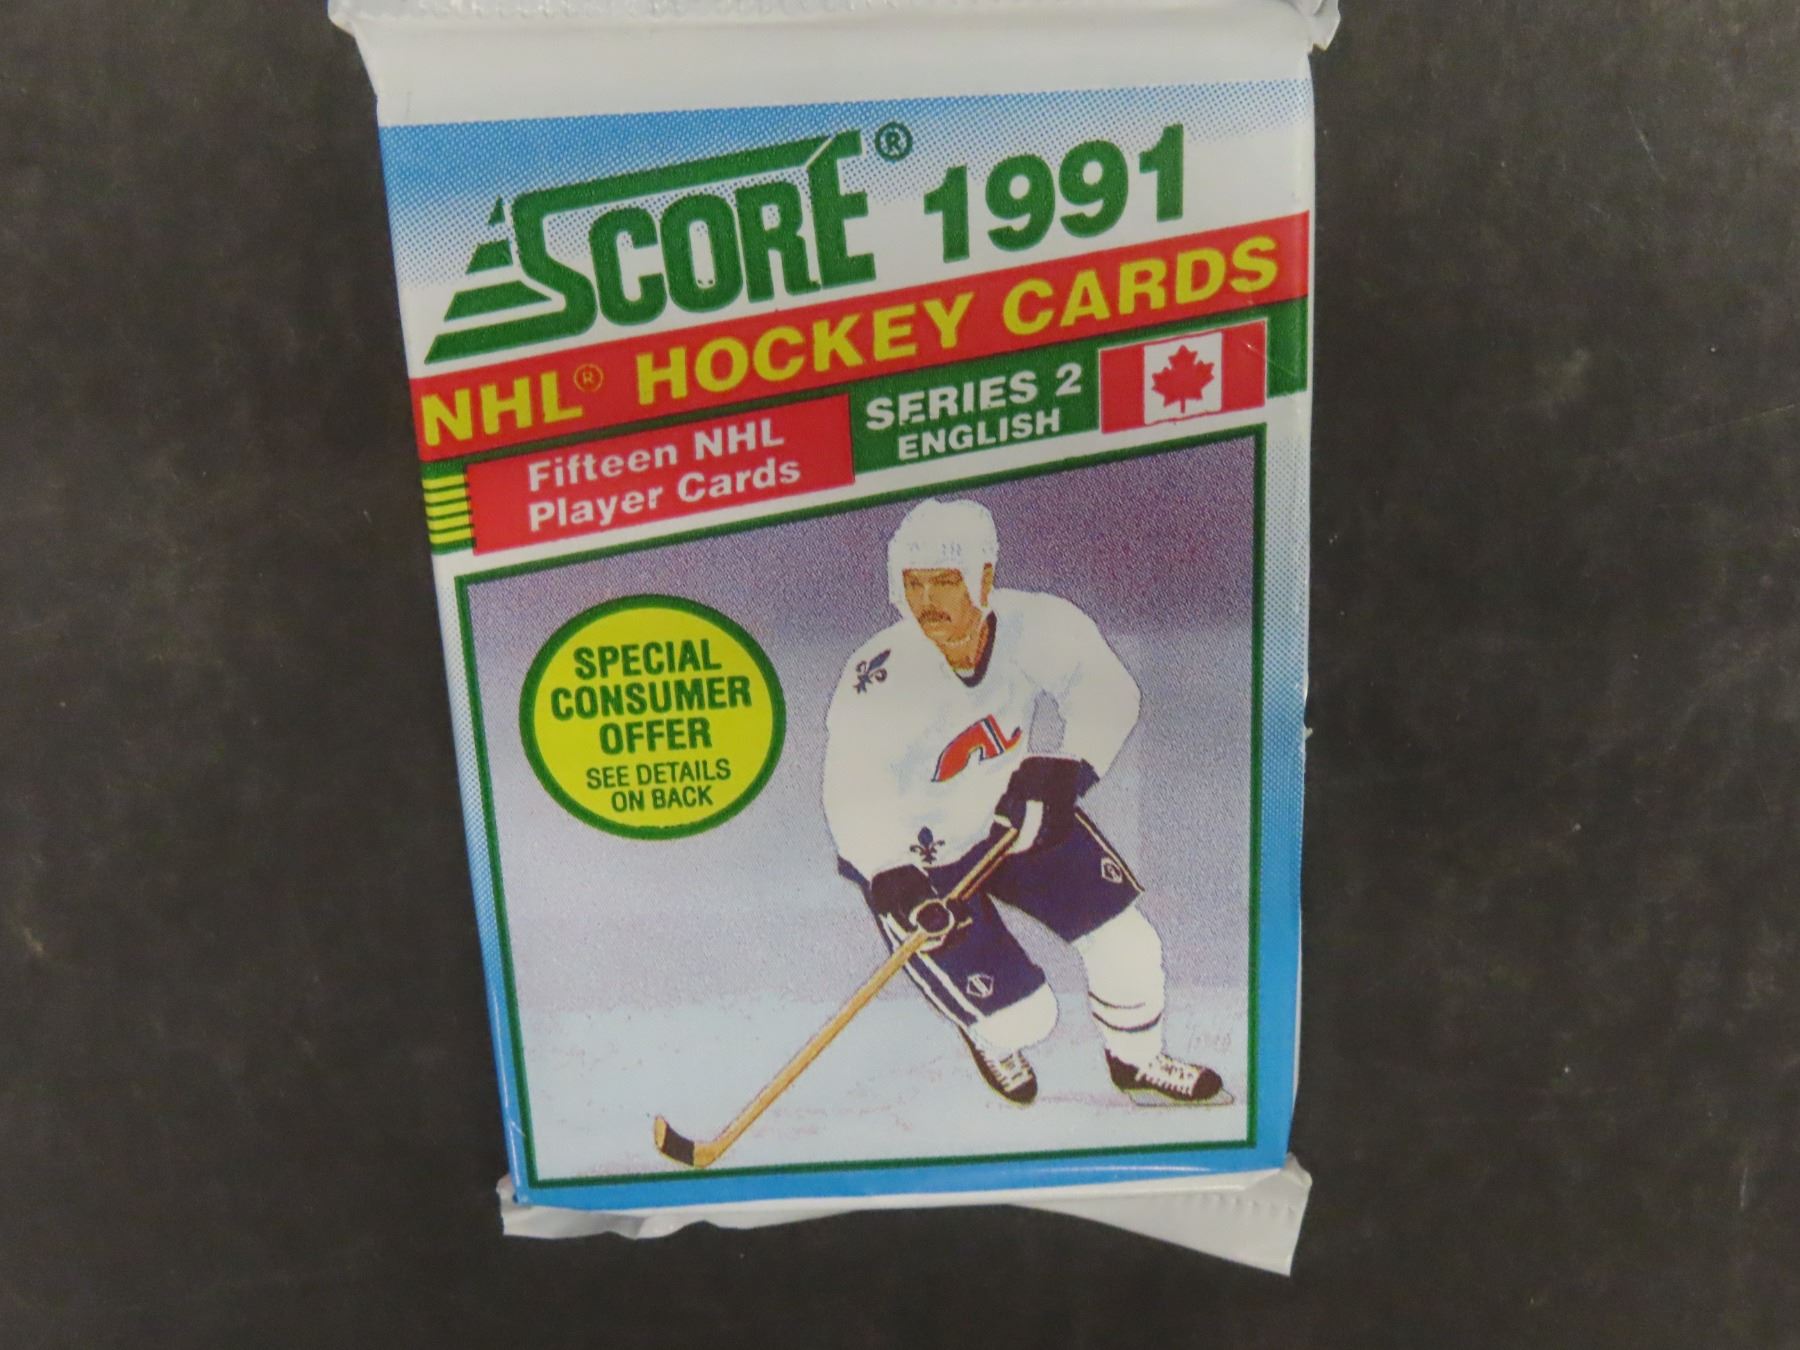 SCORE® 1991
NHL® HOCKEY CARDS
Fifteen NHL
Player Cards
SERIES 2
ENGLISH
SPECIAL
CONSUMER
OFFER
SEE DETAILS
ON BACK